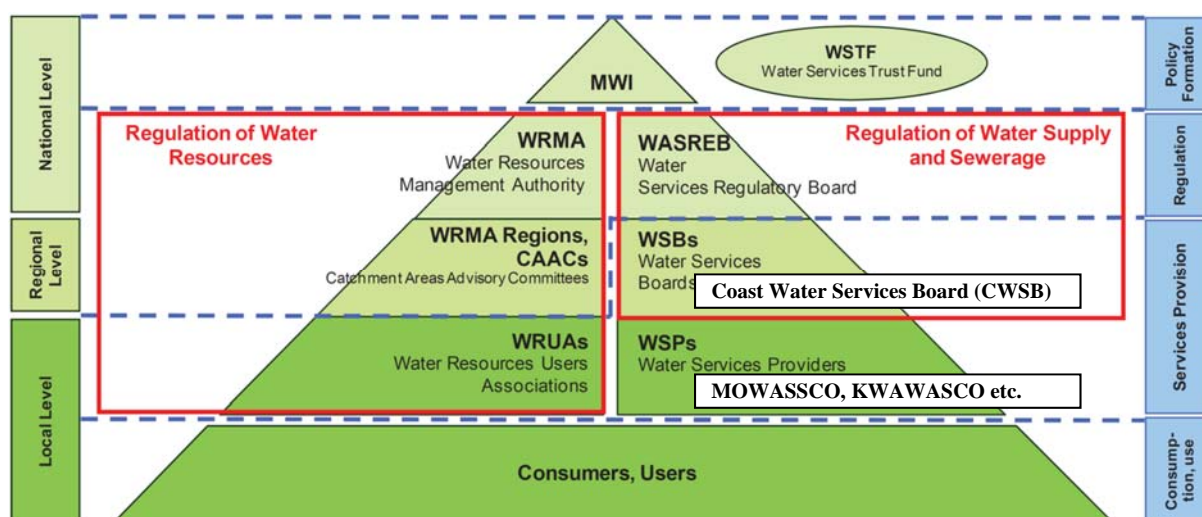 National Level
Regional
Level
Local Level
MWI
WSTF
Water Services Trust Fund
Regulation of Water
Resources
WRMA
Water Resources
Management Authority
WASREB
Water
Services Regulatory Board
Regulation of Water Supply
and Sewerage
WRMA Regions,
CAACs
Catchment Areas Advisory Committees
WSBs
Water Services
Boards
Coast Water Services Board (CWSB)
WRUAs
Water Resources Users
Associations
WSPs
Water Services Providers
MOWASSCO, KWAWASCO etc.
Consumers, Users
Policy
Formation
Regulation
Services Provision
Consump-
tion, use